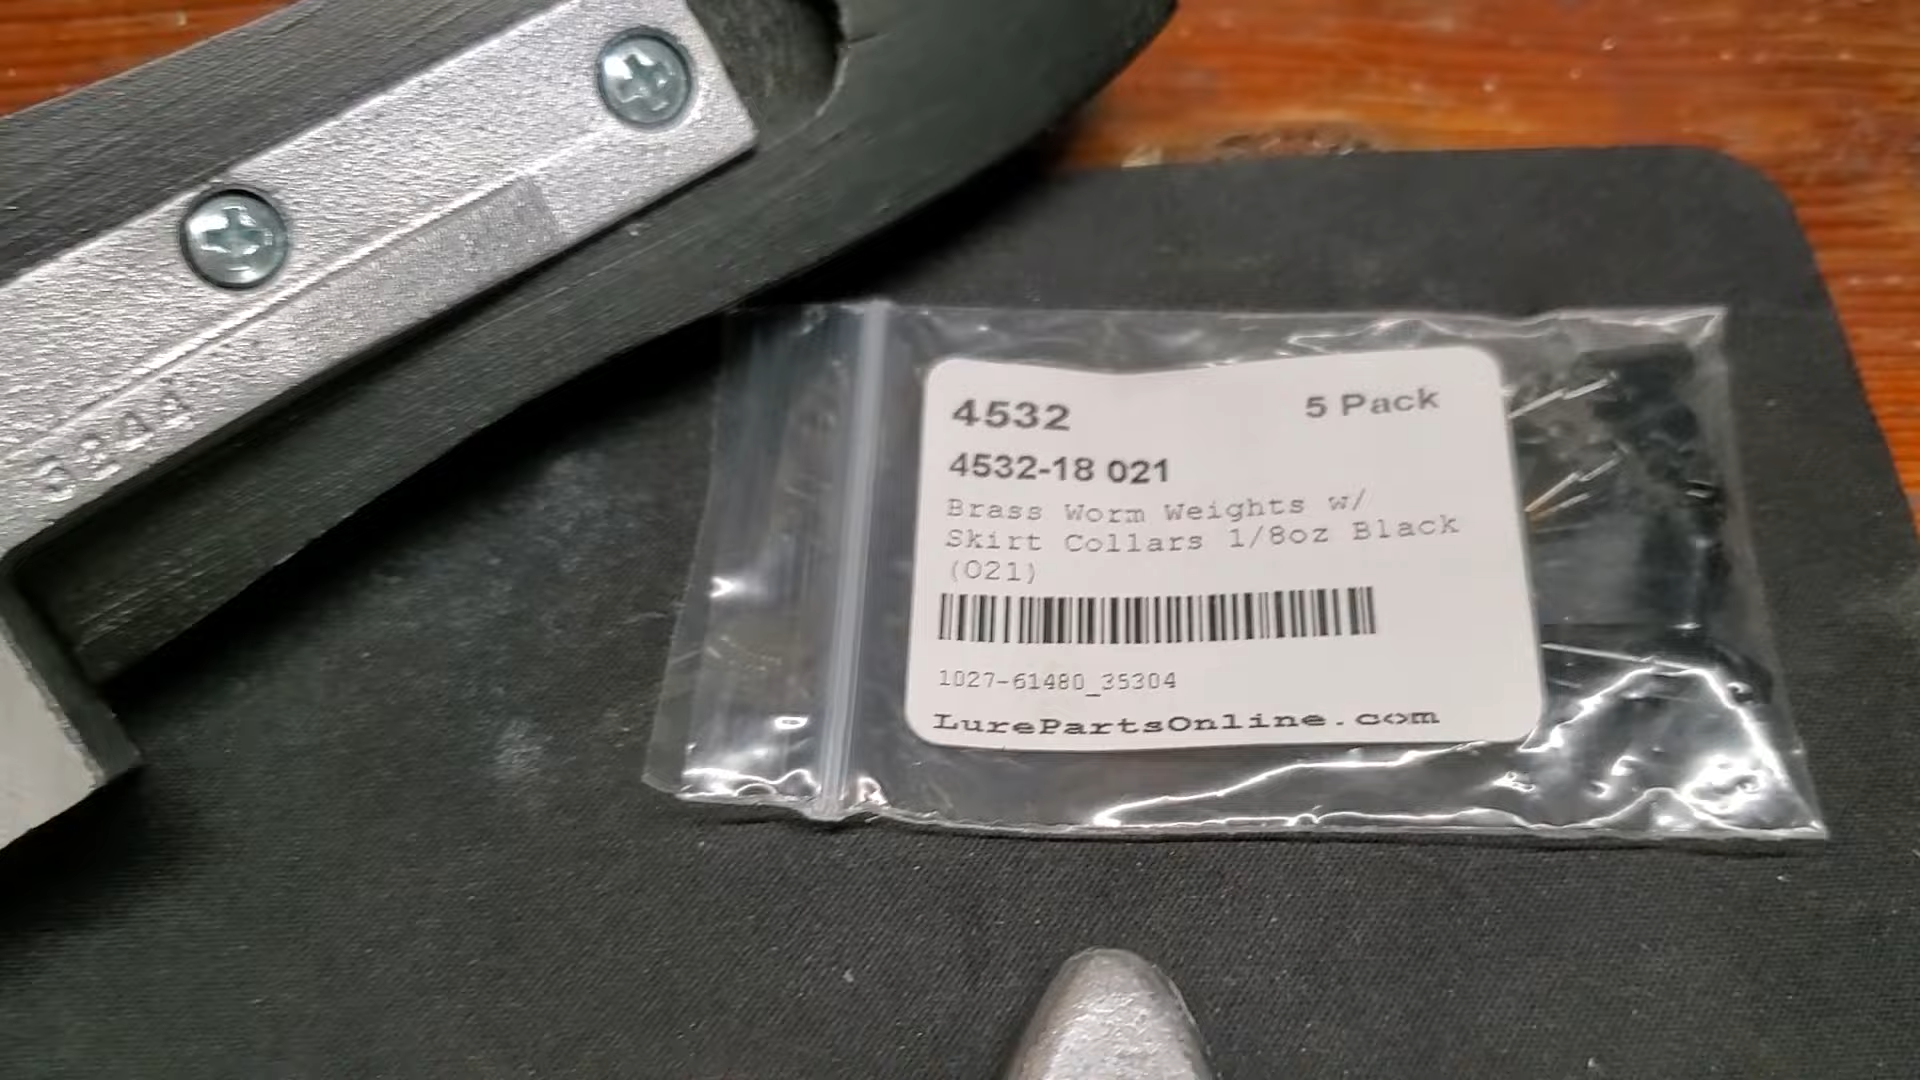 5244
4532 5 Pack
4532-18 021
Brass Worm Weights w/
Skirt Collars 1/8oz Black
(021)
1027-61480_35304
LurePartsOnline.com